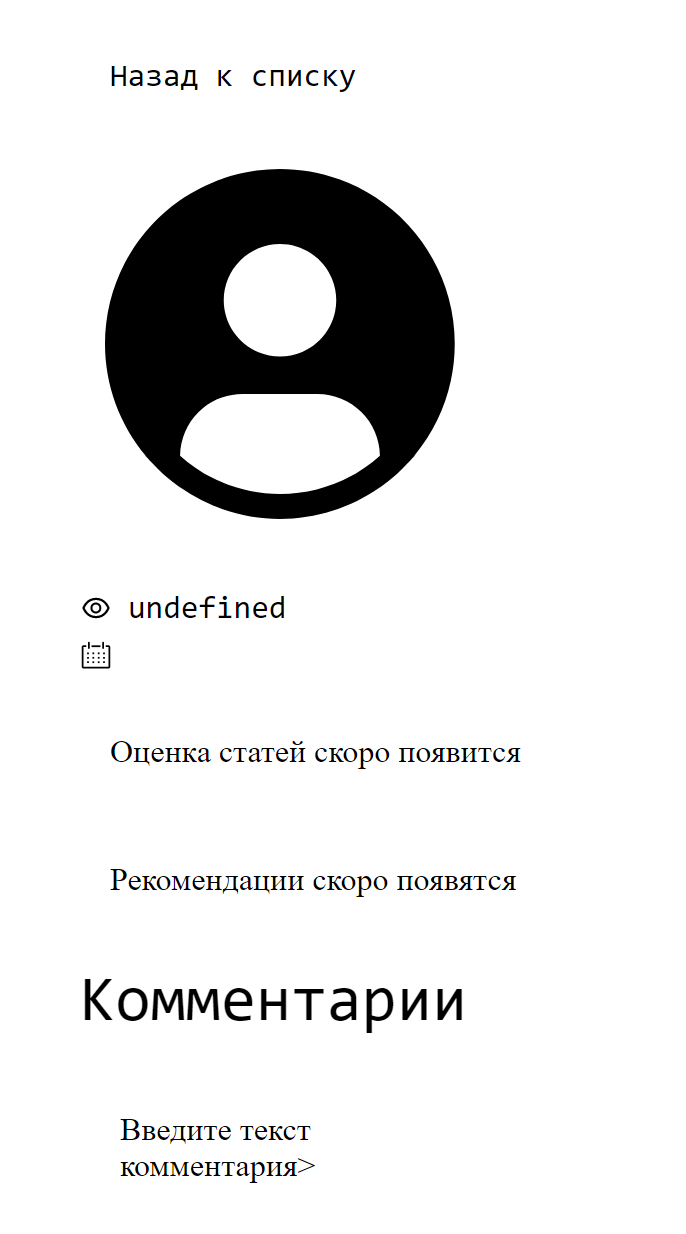 Назад к списку
undefined
Оценка статей скоро появится
Рекомендации скоро появятся
Комментарии
Введите текст
комментария>